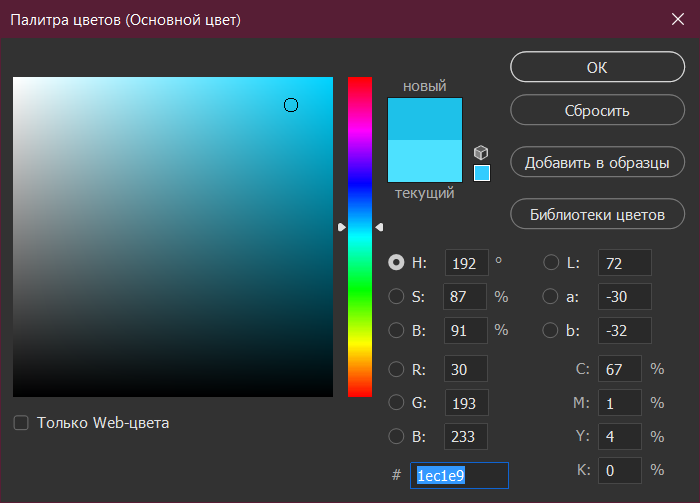 Палитра цветов (Основной цвет)
новый
текущий
OK
Сбросить
Добавить в образцы
Библиотеки цветов
H: 192 °
S: 87 %
B: 91 %
R: 30
G: 193
B: 233
# 1ec1e9
L: 72
a: -30
b: -32
C: 67 %
M: 1 %
Y: 4 %
K: 0 %
Только Web-цвета